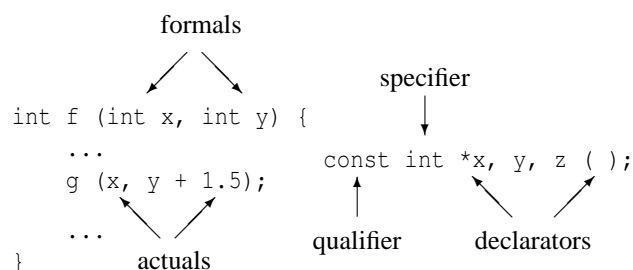 formals
int f (int x, int y) {
...
g (x, y + 1.5);
...
actuals
}
specifier
const int *x, y, z ( );
qualifier declarators